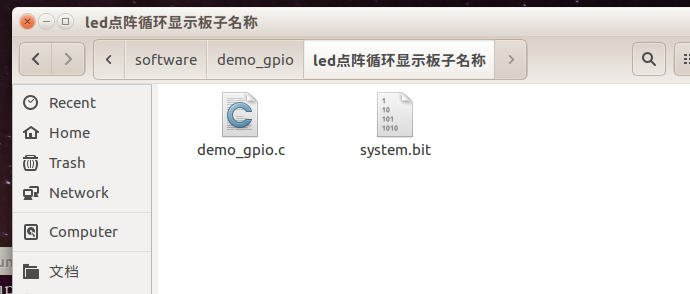 led点阵循环显示板子名称
software
demo_gpio
led点阵循环显示板子名称
Recent
Home
Trash
Network
Computer
文档
demo_gpio.c
system.bit
1
10
101
1010